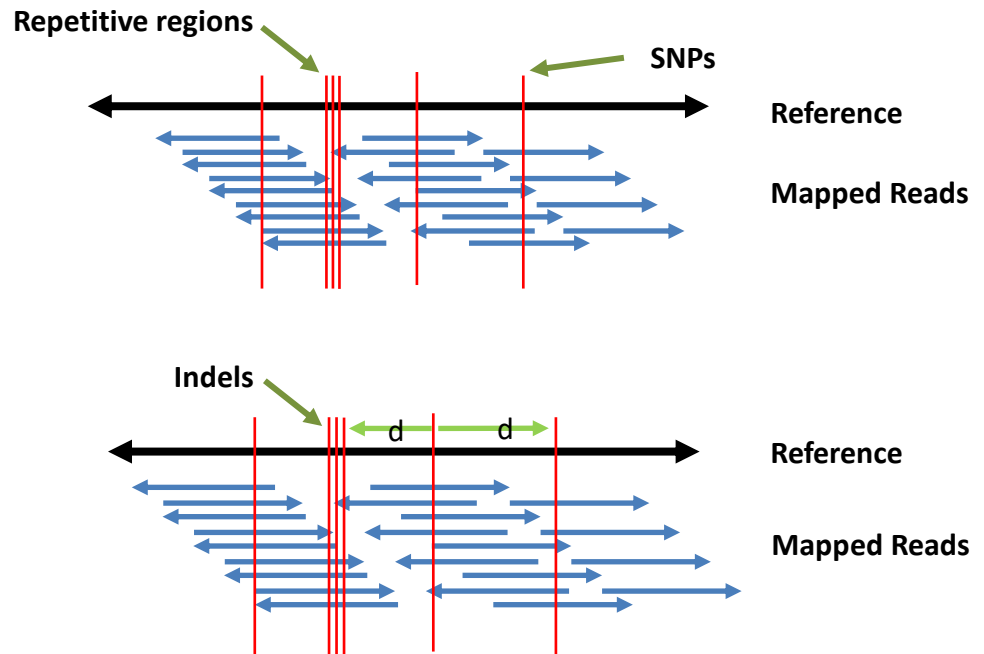 Repetitive regions
SNPs
Reference
Mapped Reads
Indels
d d
Reference
Mapped Reads